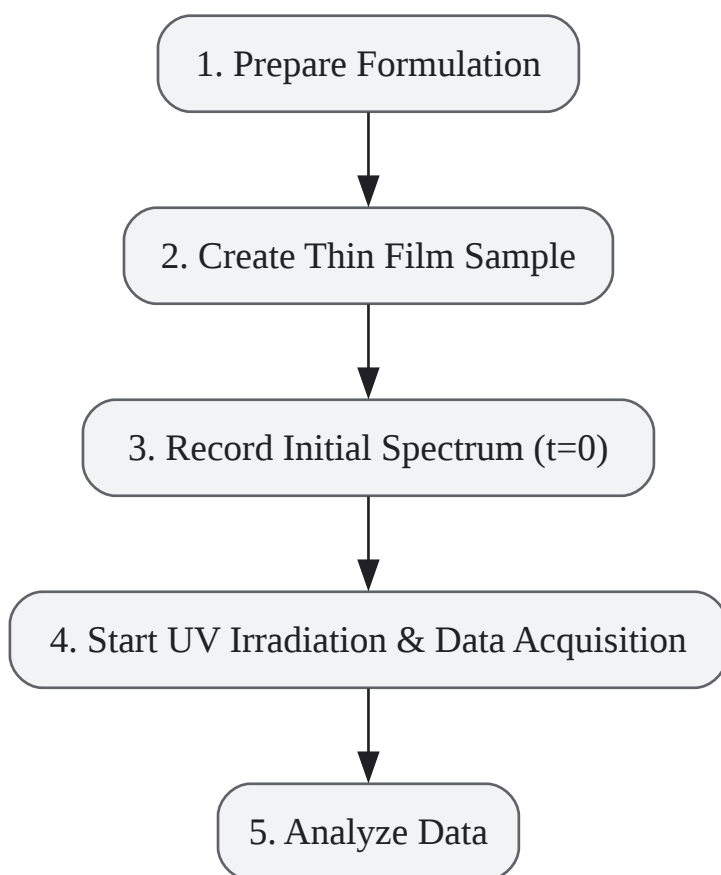 1. Prepare Formulation
2. Create Thin Film Sample
3. Record Initial Spectrum (t=0)
4. Start UV Irradiation & Data Acquisition
5. Analyze Data